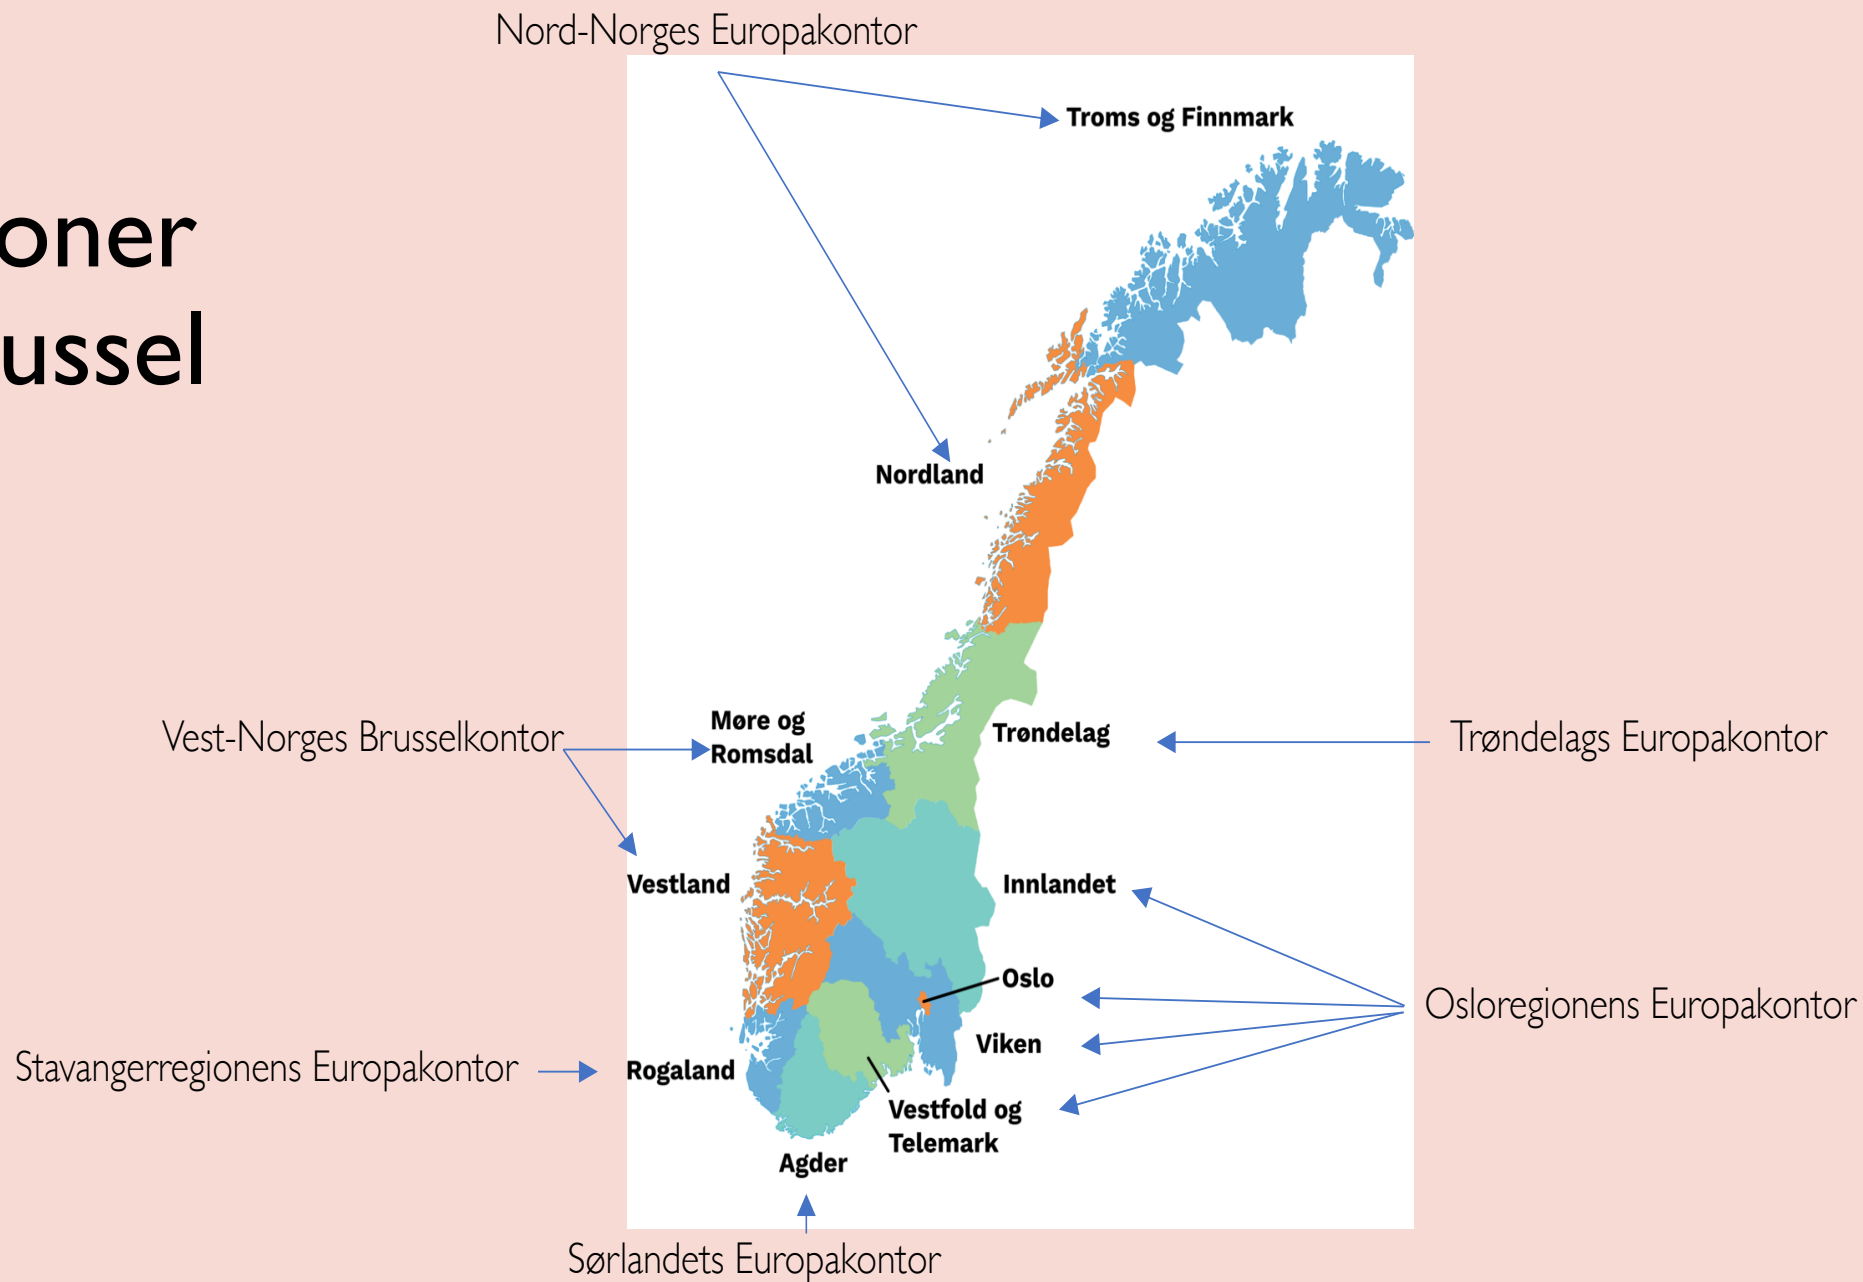 Nord-Norges Europakontor
Troms og Finnmark
oner
ussel
Nordland
Vest-Norges Brusselkontor
Møre og
Romsdal
Trøndelag
Trøndelags Europakontor
Vestland
Innlandet
Oslo
Osloregionens Europakontor
Viken
Stavangerregionens Europakontor
Rogaland
Vestfold og
Telemark
Agder
Sørlandets Europakontor